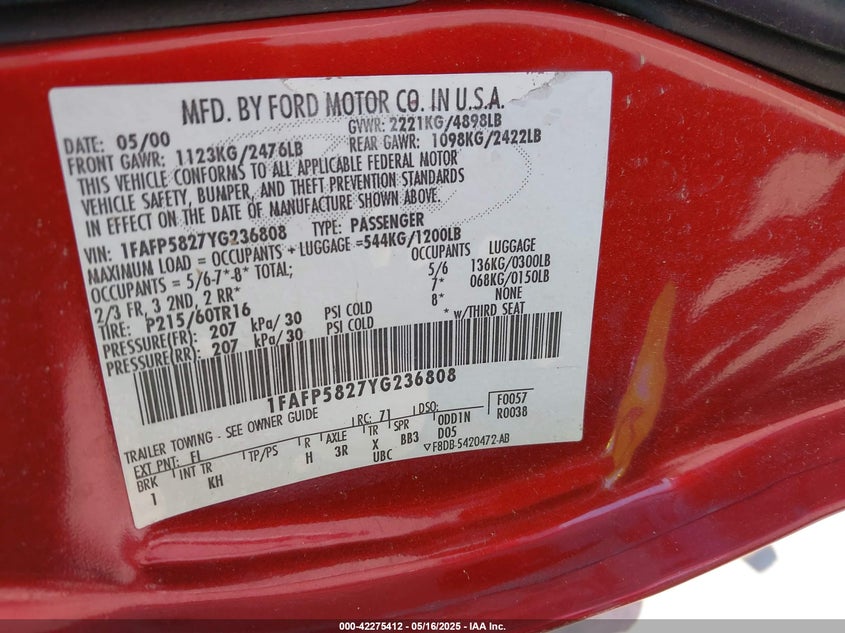 MFD. BY FORD MOTOR CO. IN U.S.A.
DATE: 05/00 GVWR: 2221KG/4898LB
FRONT GAWR: 1123KG/2476LB REAR GAWR: 1098KG/2422LB
THIS VEHICLE CONFORMS TO ALL APPLICABLE FEDERAL MOTOR
VEHICLE SAFETY, BUMPER, AND THEFT PREVENTION STANDARDS
IN EFFECT ON THE DATE OF MANUFACTURE SHOWN ABOVE.
VIN: 1FAFP5827YG236808 TYPE: PASSENGER
MAXIMUM LOAD = OCCUPANTS + LUGGAGE =544KG/1200LB
OCCUPANTS = 5/6-7*-8* TOTAL; OCCUPANTS LUGGAGE
2/3 FR, 3 2ND, 2 RR* 5/6 136KG/0300LB
7* 068KG/0150LB
8* NONE
TIRE: P215/60TR16 * w/THIRD SEAT
PRESSURE(FR): 207 kPa/30 PSI COLD
PRESSURE(RR): 207 kPa/30 PSI COLD
1FAFP5827YG236808
TRAILER TOWING - SEE OWNER GUIDE
EXT PNT: FI RC: 71 DSO: F0057
BRK INT TR TP/PS R AXLE TR SPR ODD1N R0038
1 KH H 3R X BB3 D05
UBC ▽F8DB-5420472-AB
000-42275412 - 05/16/2025 - IAA Inc.